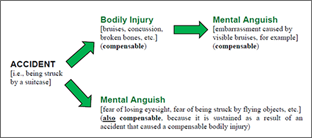 Bodily Injury
[bruises, concussion,
broken bones, etc.]
(compensable)
Mental Anguish
[embarrassment caused by
visible bruises, for example]
(compensable)
ACCIDENT
[i.e., being struck
by a suitcase]
Mental Anguish
[fear of losing eyesight, fear of being struck by flying objects, etc.]
(also compensable, because it is sustained as a result of an
accident that caused a compensable bodily injury)